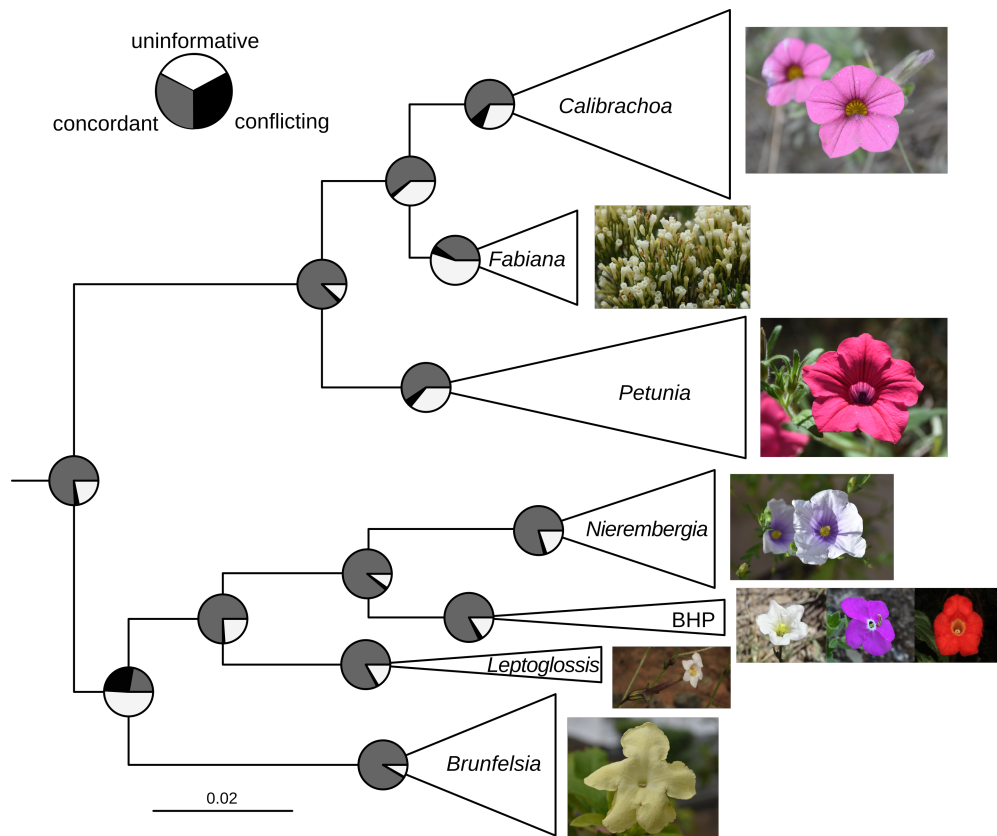 uninformative
concordant
conflicting
Calibrachoa
Fabiana
Petunia
Nierembergia
BHP
Leptoglossis
Brunfelsia
0.02